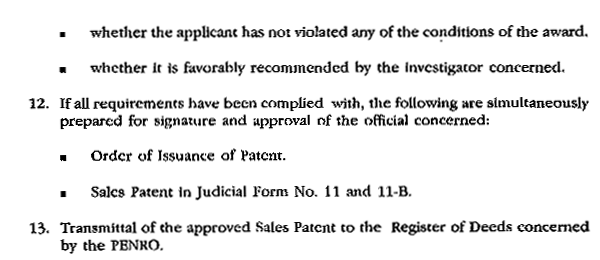 ▪ whether the applicant has not violated any of the conditions of the award.
▪ whether it is favorably recommended by the investigator concerned.
12. If all requirements have been complied with, the following are simultaneously
prepared for signature and approval of the official concerned:
▪ Order of Issuance of Patent.
▪ Sales Patent in Judicial Form No. 11 and 11-B.
13. Transmittal of the approved Sales Patent to the Register of Deeds concerned
by the PENRO.